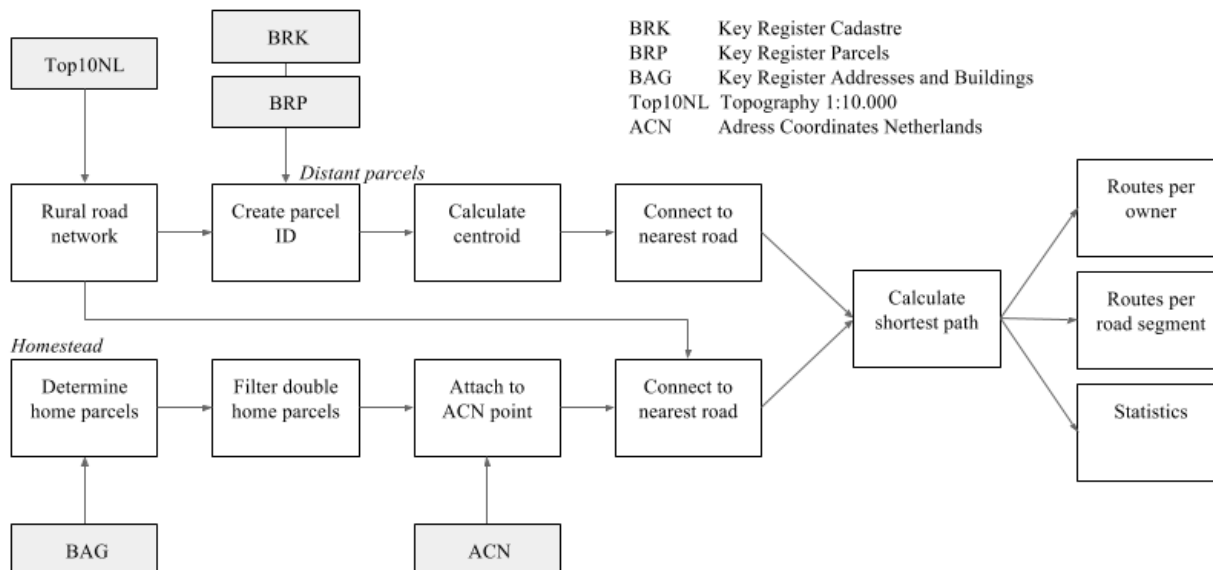 Top10NL
BRK
BRP
BRK Key Register Cadastre
BRP Key Register Parcels
BAG Key Register Addresses and Buildings
Top10NL Topography 1:10.000
ACN Adress Coordinates Netherlands
Distant parcels
Rural road
network
Create parcel
ID
Calculate
centroid
Connect to
nearest road
Homestead
Determine
home parcels
Filter double
home parcels
Attach to
ACN point
Connect to
nearest road
BAG
ACN
Calculate
shortest path
Routes per
owner
Routes per
road segment
Statistics